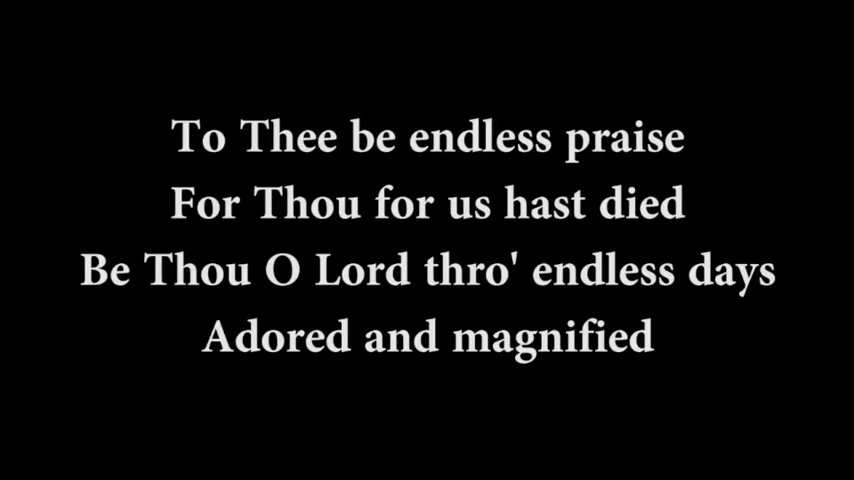 To Thee be endless praise
For Thou for us hast died
Be Thou O Lord thro' endless days
Adored and magnified